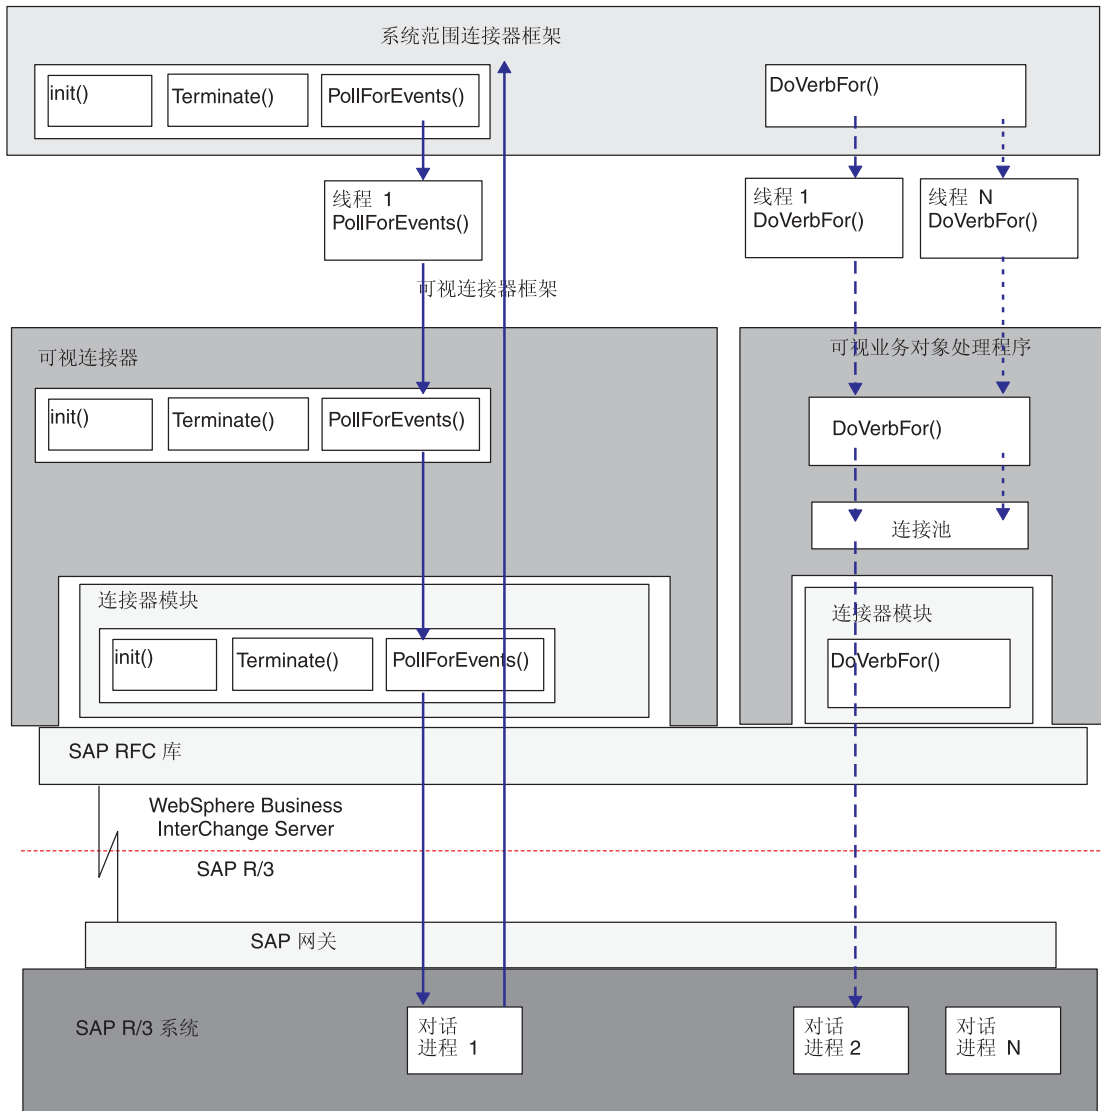 系统范围连接器框架
init()
Terminate()
PollForEvents()
DoVerbFor()
线程 1
PollForEvents()
线程 1
DoVerbFor()
线程 N
DoVerbFor()
可视连接器框架
可视连接器
init()
Terminate()
PollForEvents()
可视业务对象处理程序
DoVerbFor()
连接池
连接器模块
init()
Terminate()
PollForEvents()
连接器模块
DoVerbFor()
SAP RFC 库
WebSphere Business
InterChange Server
SAP R/3
SAP 网关
SAP R/3 系统
对话
进程 1
对话
进程 2
对话
进程 N